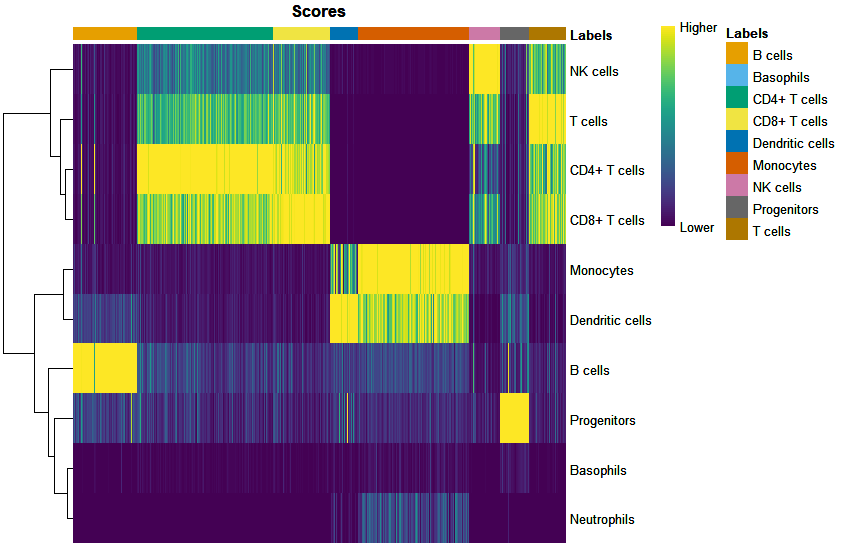 Scores
Labels
NK cells
T cells
CD4+ T cells
CD8+ T cells
Monocytes
Dendritic cells
B cells
Progenitors
Basophils
Neutrophils
Higher
Lower
Labels
B cells
Basophils
CD4+ T cells
CD8+ T cells
Dendritic cells
Monocytes
NK cells
Progenitors
T cells